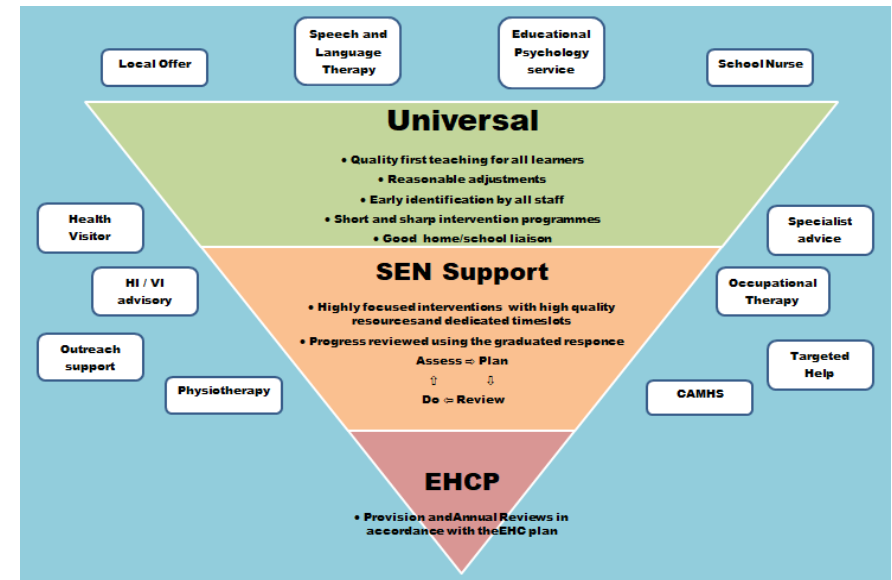 Local Offer
Speech and
Language
Therapy
Educational
Psychology
service
School Nurse
Universal
• Quality first teaching for all learners
• Reasonable adjustments
• Early identification by all staff
• Short and sharp intervention programmes
• Good home/school liaison
Health
Visitor
HI / VI
advisory
Outreach
support
Physiotherapy
Specialist
advice
Occupational
Therapy
Targeted
Help
CAMHS
SEN Support
• Highly focused interventions with high quality
resourcesand dedicated timeslots
• Progress reviewed using the graduated responce
Assess ⇨ Plan
⇧ ⇩
Do ⇦ Review
EHCP
• Provision andAnnual Reviews in
accordance with theEHC plan